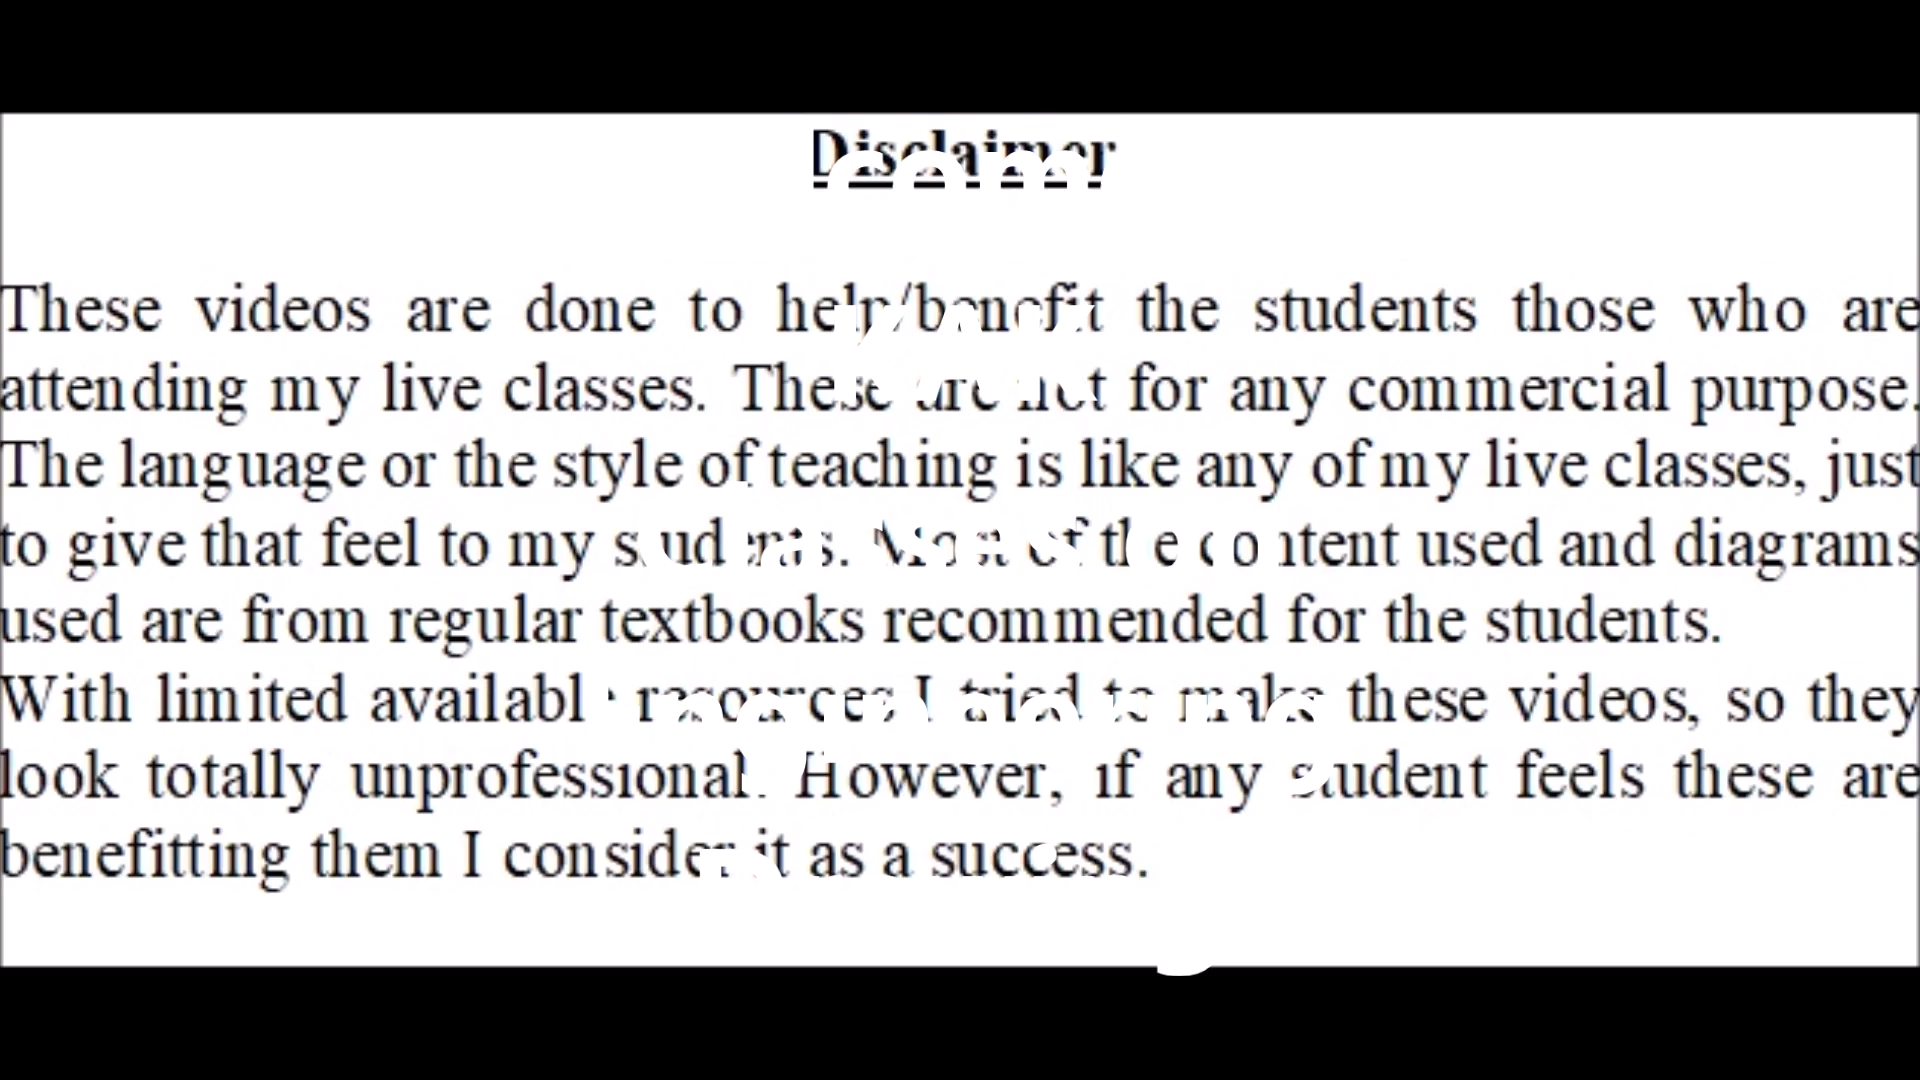 Disclaimer
These videos are done to help/benefit the students those who are
attending my live classes. These are not for any commercial purpose.
The language or the style of teaching is like any of my live classes, just
to give that feel to my students. Most of the content used and diagrams
used are from regular textbooks recommended for the students.
With limited available resources I tried to make these videos, so they
look totally unprofessional. However, if any student feels these are
benefitting them I consider it as a success.